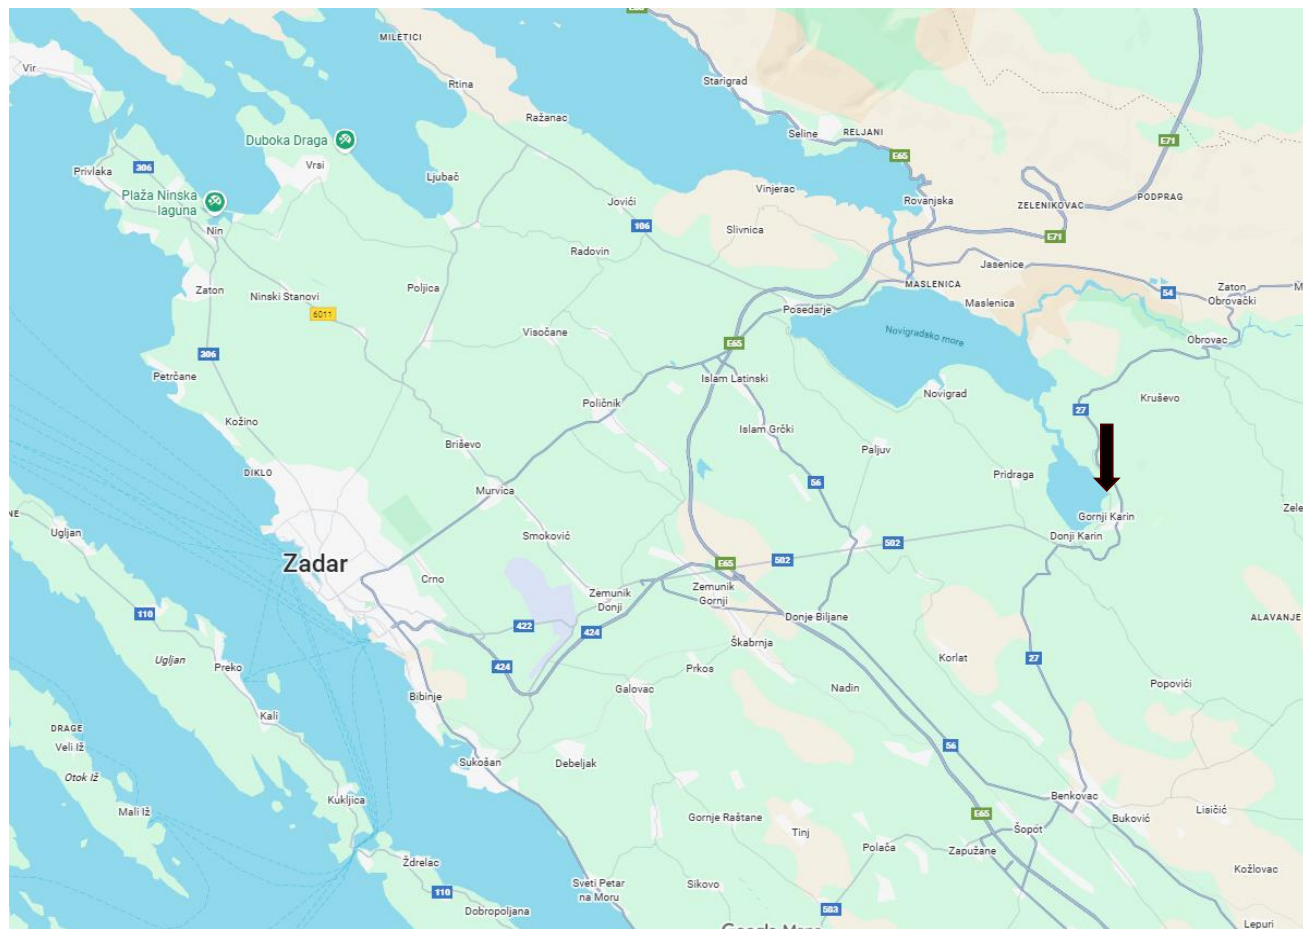 MILETICI
Vir
Rtina
Starigrad
Ražanac
Seline
RELJANI
E65
E71
Duboka Draga
Vrsi
306
Privlaka
Plaža Ninska
laguna
Ljubač
Vinjerac
Jovići
Rovanjska
ZELENIKOVAC
PODPRAG
Nin
106
Slivnica
E71
Radovin
Jasenice
Zaton
Ninski Stanovi
Poljica
MASLENICA
Maslenica
54
Zaton
Obrovački
6011
Posedarje
Visočane
Novigradsko more
E65
Obrovac
306
Petrčane
Islam Latinski
Novigrad
Kruševo
Poličnik
27
Kožino
Islam Grčki
Briševo
Paljuv
DIKLO
Pridraga
Murvica
56
Gornji Karin
Ugljan
Smoković
Donji Karin
502
502
Zadar
E65
Crno
Zemunik
Donji
Zemunik
Gornji
110
422
424
Donje Biljane
ALAVANJE
Škabrnja
Ugljan
Preko
424
Prkos
Korlat
27
Galovac
Nadin
Popovići
Bibinje
Kali
DRAGE
Veli Iž
56
Otok Iž
Sukošan
Debeljak
Kukljica
Benkovac
Mali Iž
Gornje Raštane
E65
Lisičić
Buković
Tinj
Šopot
Polača
Zapužane
Ždrelac
Kožlovac
Sveti Petar
na Moru
Sikovo
110
Dobropoljana
503
Lepuri